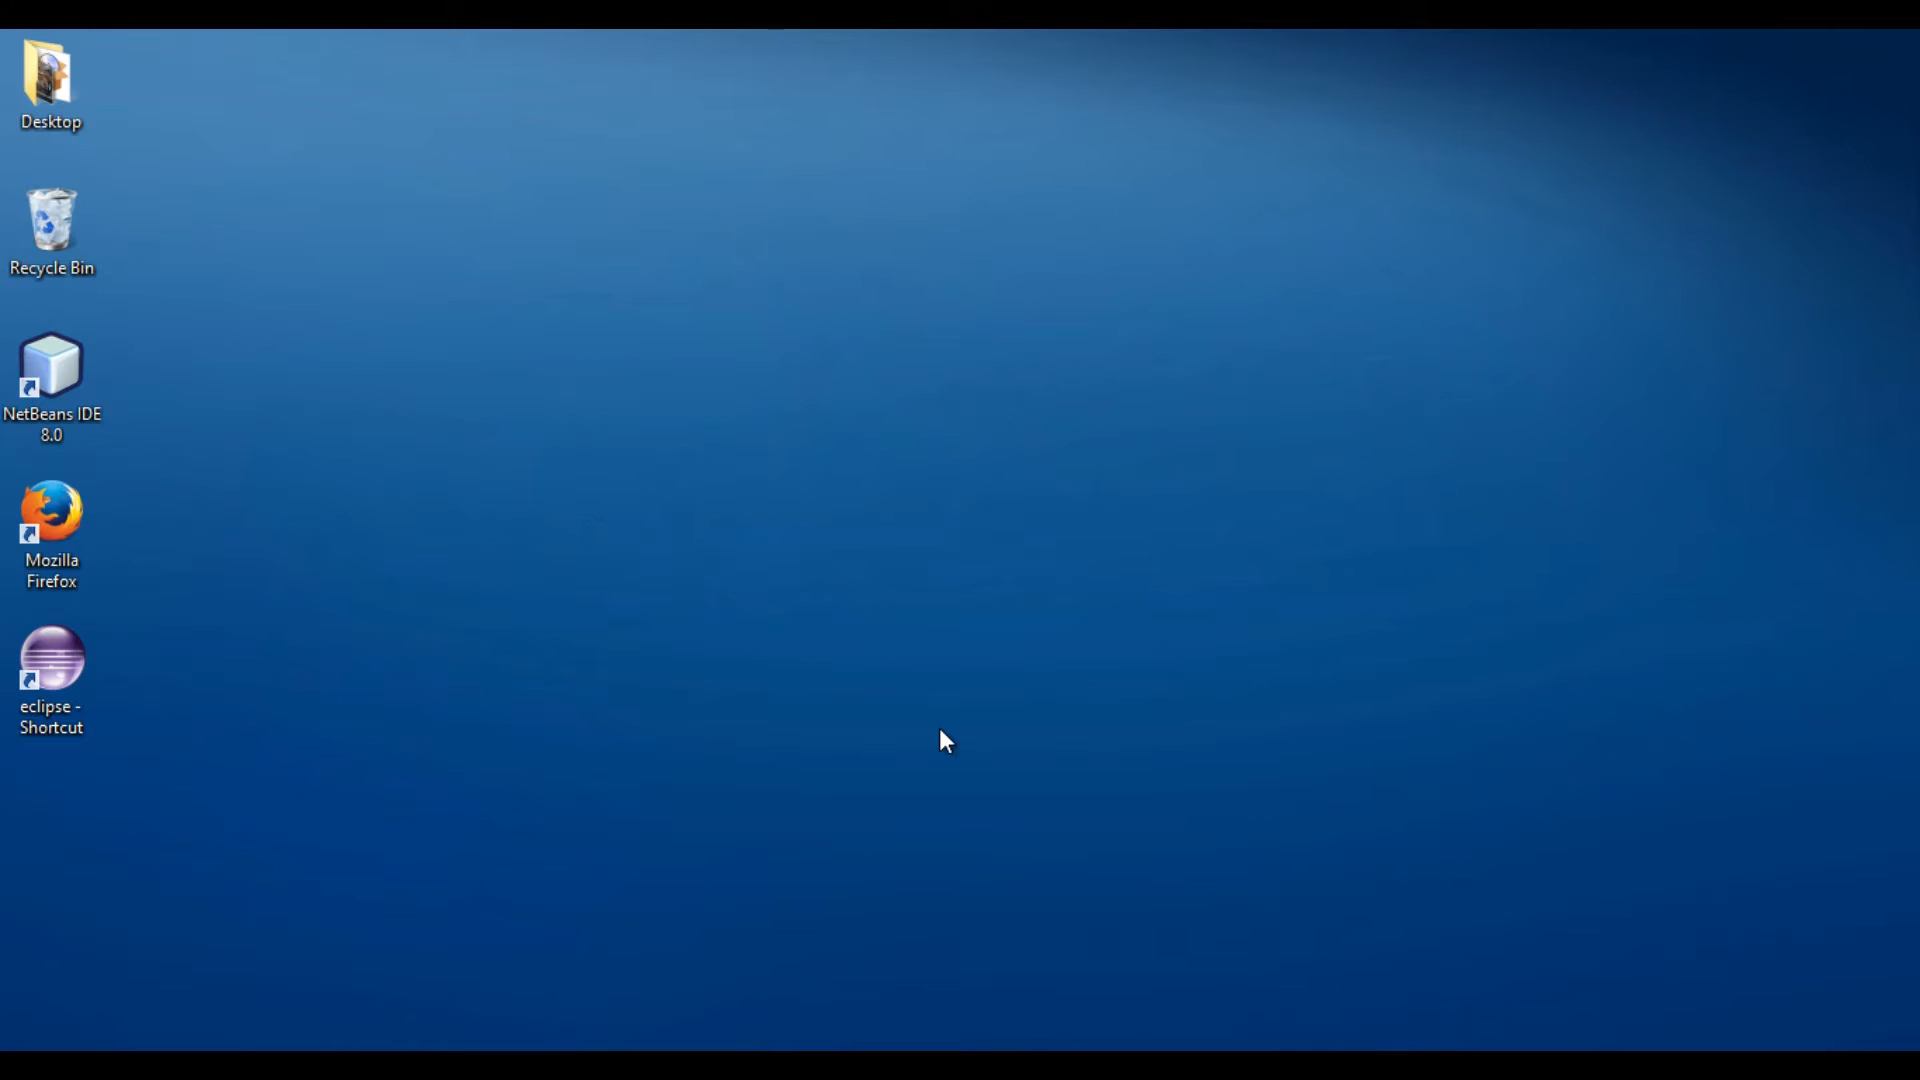 Desktop
Recycle Bin
NetBeans IDE
8.0
Mozilla
Firefox
eclipse -
Shortcut